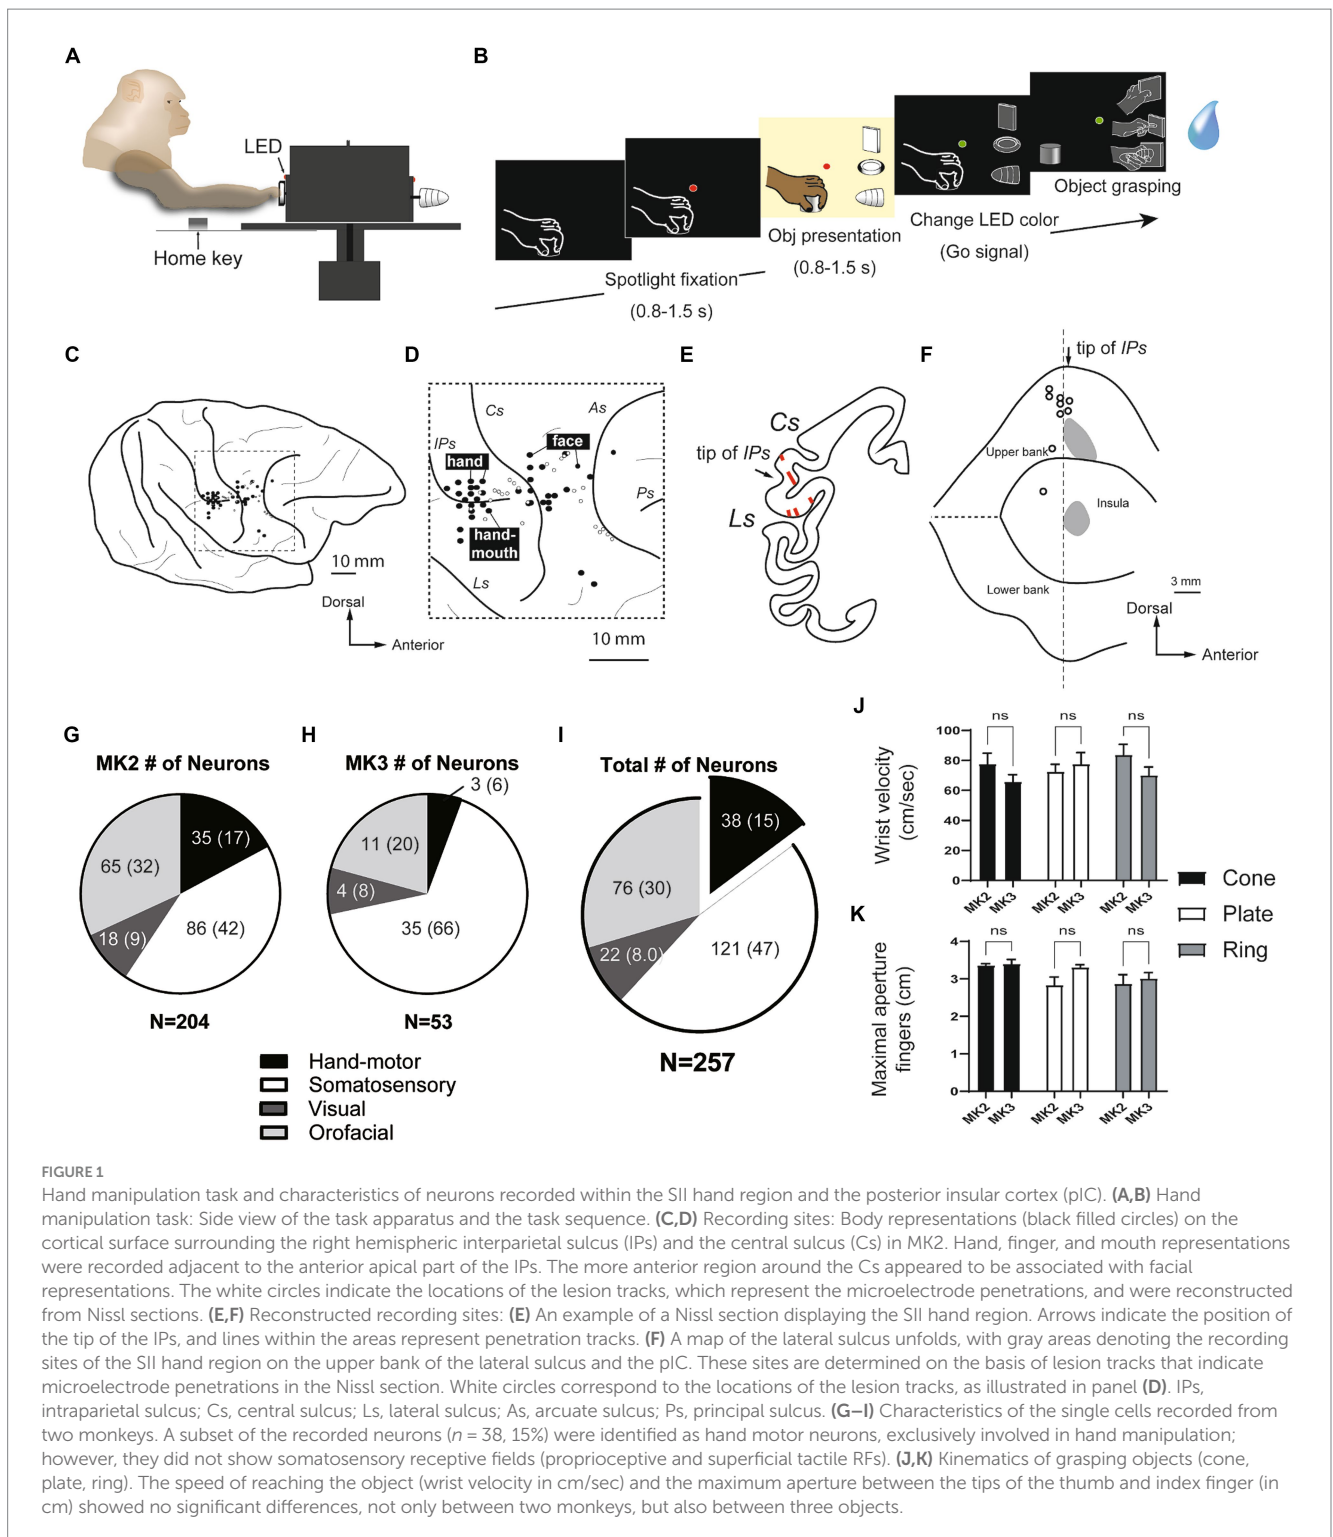 A
B
LED
Home key
Spotlight fixation
(0.8-1.5 s)
Obj presentation
(0.8-1.5 s)
Change LED color
(Go signal)
Object grasping
C
10 mm
Dorsal
Anterior
D
Cs
As
IPs
hand
face
Ps
hand-
mouth
Ls
10 mm
E
Cs
tip of IPs
Ls
F
tip of IPs
Upper bank
Insula
Lower bank
3 mm
Dorsal
Anterior
G
MK2 # of Neurons
35 (17)
65 (32)
86 (42)
18 (9)
N=204
H
MK3 # of Neurons
3 (6)
11 (20)
4 (8)
35 (66)
N=53
I
Total # of Neurons
38 (15)
76 (30)
121 (47)
22 (8.0)
N=257
Hand-motor
Somatosensory
Visual
Orofacial
J
Wrist velocity
(cm/sec)
100
80
60
40
20
0
ns ns ns
MK2 MK3 MK2 MK3 MK2 MK3
K
Maximal aperture
fingers (cm)
4
3
2
1
0
ns ns ns
MK2 MK3 MK2 MK3 MK2 MK3
Cone
Plate
Ring
FIGURE 1
Hand manipulation task and characteristics of neurons recorded within the SII hand region and the posterior insular cortex (pIC). (A,B) Hand
manipulation task: Side view of the task apparatus and the task sequence. (C,D) Recording sites: Body representations (black filled circles) on the
cortical surface surrounding the right hemispheric interparietal sulcus (IPs) and the central sulcus (Cs) in MK2. Hand, finger, and mouth representations
were recorded adjacent to the anterior apical part of the IPs. The more anterior region around the Cs appeared to be associated with facial
representations. The white circles indicate the locations of the lesion tracks, which represent the microelectrode penetrations, and were reconstructed
from Nissl sections. (E,F) Reconstructed recording sites: (E) An example of a Nissl section displaying the SII hand region. Arrows indicate the position of
the tip of the IPs, and lines within the areas represent penetration tracks. (F) A map of the lateral sulcus unfolds, with gray areas denoting the recording
sites of the SII hand region on the upper bank of the lateral sulcus and the pIC. These sites are determined on the basis of lesion tracks that indicate
microelectrode penetrations in the Nissl section. White circles correspond to the locations of the lesion tracks, as illustrated in panel (D). IPs,
intraparietal sulcus; Cs, central sulcus; Ls, lateral sulcus; As, arcuate sulcus; Ps, principal sulcus. (G–I) Characteristics of the single cells recorded from
two monkeys. A subset of the recorded neurons (n = 38, 15%) were identified as hand motor neurons, exclusively involved in hand manipulation;
however, they did not show somatosensory receptive fields (proprioceptive and superficial tactile RFs). (J,K) Kinematics of grasping objects (cone,
plate, ring). The speed of reaching the object (wrist velocity in cm/sec) and the maximum aperture between the tips of the thumb and index finger (in
cm) showed no significant differences, not only between two monkeys, but also between three objects.